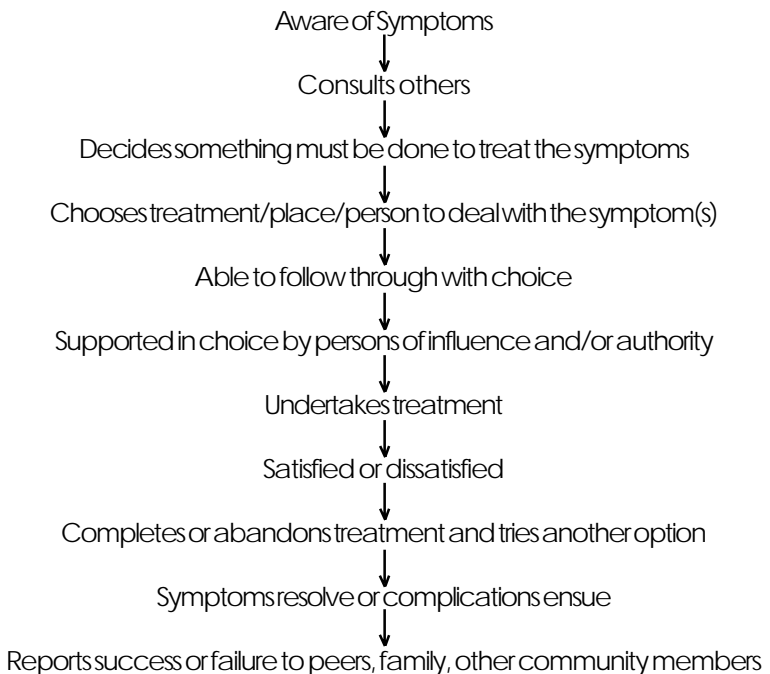 Aware of Symptoms
Consults others
Decides something must be done to treat the symptoms
Chooses treatment/place/person to deal with the symptom(s)
Able to follow through with choice
Supported in choice by persons of influence and/or authority
Undertakes treatment
Satisfied or dissatisfied
Completes or abandons treatment and tries another option
Symptoms resolve or complications ensue
Reports success or failure to peers, family, other community members